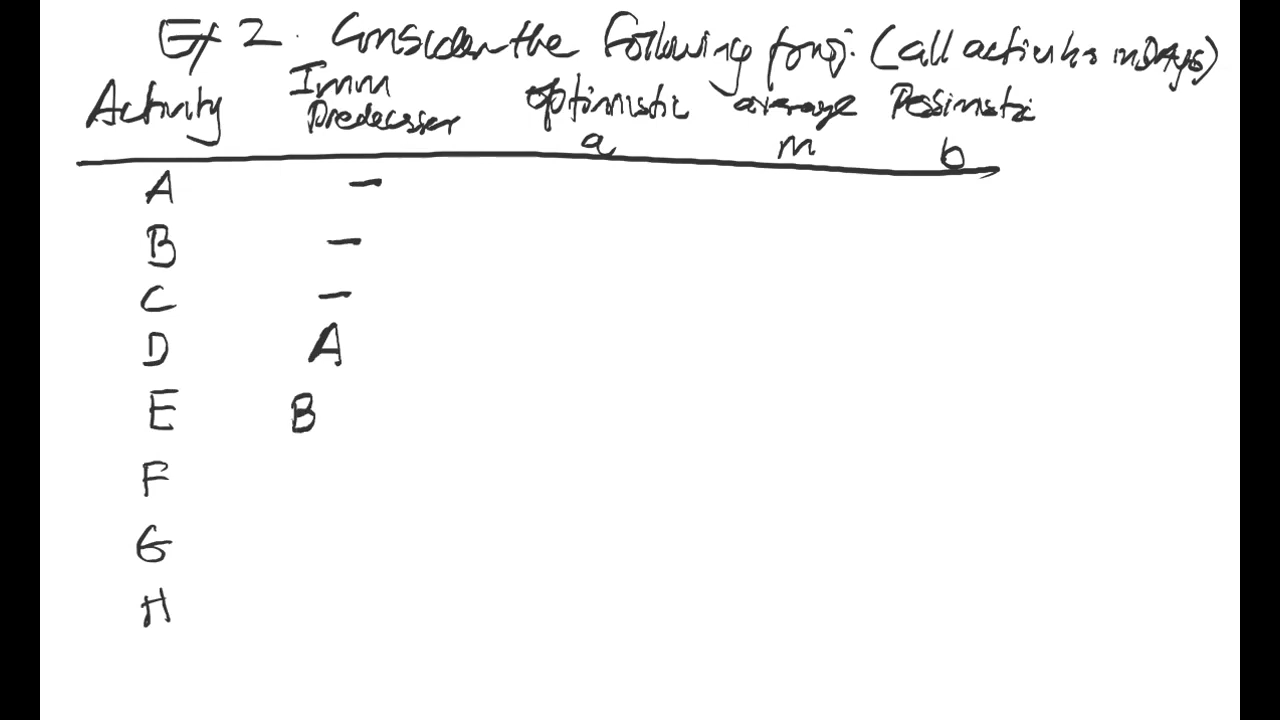 Ex 2. Consider the following proj: (all activities in Days)
Activity Imm Predecessor optimistic a average m Pessimistic b
A –
B –
C –
D A
E B
F
G
H